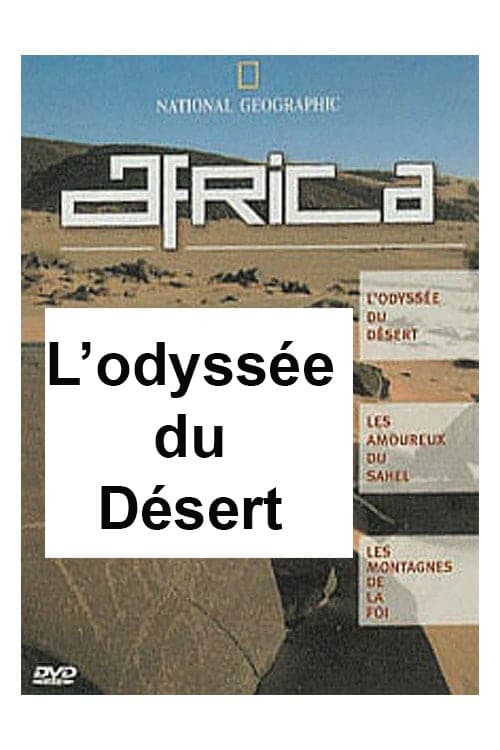 NATIONAL GEOGRAPHIC
africa
L'ODYSSÉE
DU
DÉSERT
L'odyssée
du
Désert
LES
AMOUREUX
DU
SAHEL
LES
MONTAGNES
DE
LA
FOI
DVD